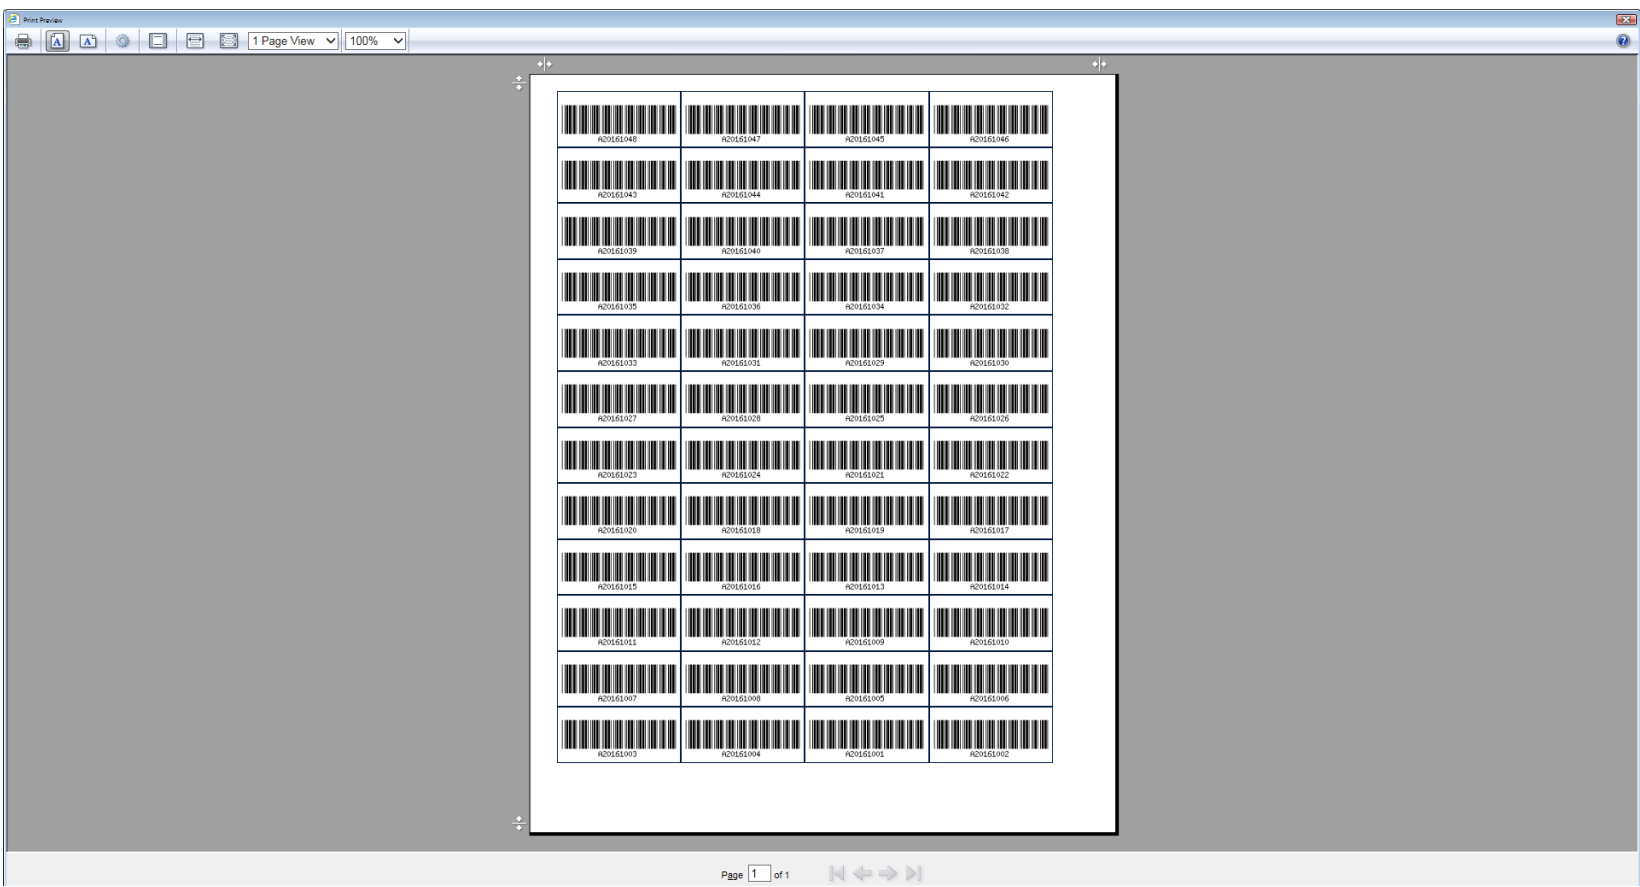 Print Preview
1 Page View 100%
A20161048 A20161047 A20161045 A20161046
A20161043 A20161044 A20161041 A20161042
A20161039 A20161040 A20161037 A20161038
A20161035 A20161036 A20161034 A20161032
A20161033 A20161031 A20161029 A20161030
A20161027 A20161028 A20161025 A20161026
A20161023 A20161024 A20161021 A20161022
A20161020 A20161018 A20161019 A20161017
A20161015 A20161016 A20161013 A20161014
A20161011 A20161012 A20161009 A20161010
A20161007 A20161008 A20161005 A20161006
A20161003 A20161004 A20161001 A20161002
Page 1 of 1